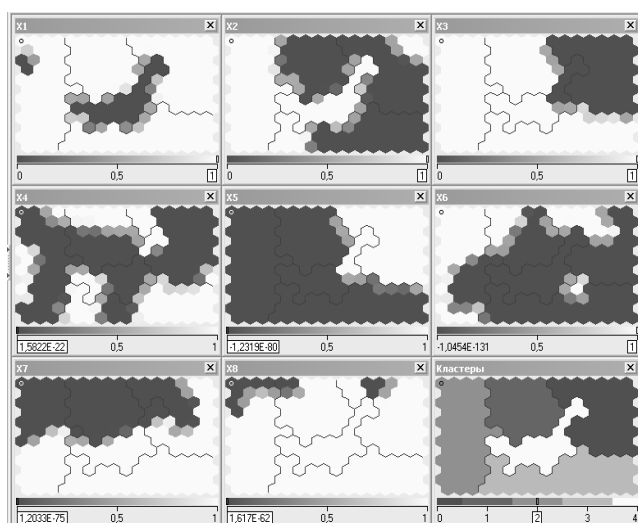 X1 X2 X3
0 0,5 1 0 0,5 1 0 0,5 1
X4 X5 X6
1,5822E-22 0,5 1 -1,2319E-80 0,5 1 -1,0454E-131 0,5 1
X7 X8 Кластеры
1,2033E-75 0,5 1 1,617E-62 0,5 1 0 1 2 3 4